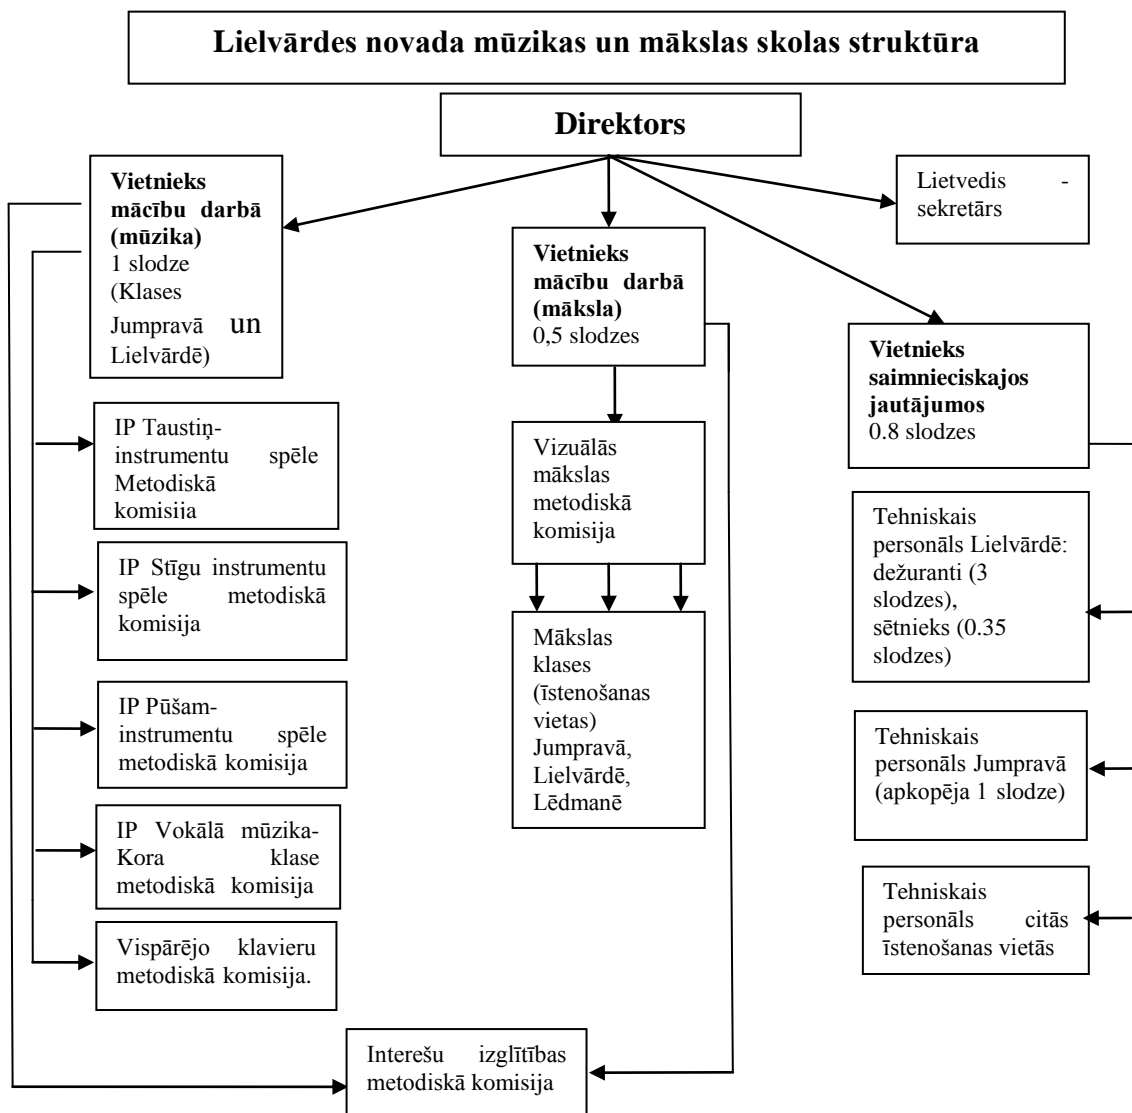 Lielvārdes novada mūzikas un mākslas skolas struktūra
Direktors
Vietnieks
mācību darbā
(mūzika)
1 slodze
(Klases
Jumpravā un
Lielvārdē)
Lietvedis -
sekretārs
Vietnieks
mācību darbā
(māksla)
0,5 slodzes
Vietnieks
saimnieciskajos
jautājumos
0.8 slodzes
IP Taustiņ-
instrumentu spēle
Metodiskā
komisija
IP Stīgu instrumentu
spēle metodiskā
komisija
IP Pūšam-
instrumentu spēle
metodiskā komisija
IP Vokālā mūzika-
Kora klase
metodiskā komisija
Vispārējo klavieru
metodiskā komisija.
Vizuālās
mākslas
metodiskā
komisija
Mākslas
klases
(īstenošanas
vietas)
Jumpravā,
Lielvārdē,
Lēdmanē
Tehniskais
personāls Lielvārdē:
dežuranti (3
slodzes),
sētnieks (0.35
slodzes)
Tehniskais
personāls Jumpravā
(apkopēja 1 slodze)
Tehniskais
personāls citās
īstenošanas vietās
Interešu izglītības
metodiskā komisija